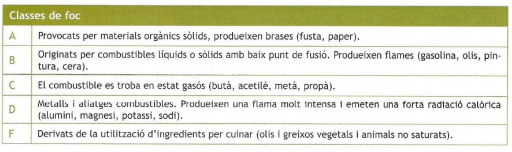 Classes de foc
A Provocats per materials orgànics sòlids, produeixen brases (fusta, paper).
B Originats per combustibles líquids o sòlids amb baix punt de fusió. Produeixen flames (gasolina, olis, pin-
tura, cera).
C El combustible es troba en estat gasós (butà, acetilè, metà, propà).
D Metalls i aliatges combustibles. Produeixen una flama molt intensa i emeten una forta radiació calòrica
(alumini, magnesi, potassi, sodi).
F Derivats de la utilització d'ingredients per cuinar (olis i greixos vegetals i animals no saturats).